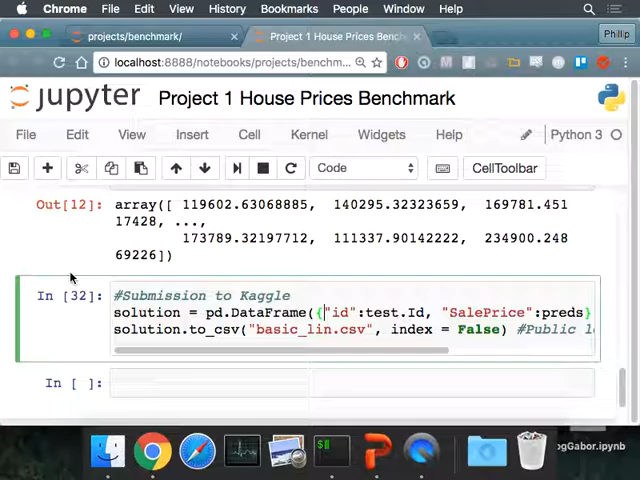 Chrome File Edit View History Bookmarks People Window Help
projects/benchmark/ Project 1 House Prices Benchmark Philip
localhost:8888/notebooks/projects/benchm...
jupyter Project 1 House Prices Benchmark
File Edit View Insert Cell Kernel Widgets Help Python 3
Code CellToolbar
Out[12]: array([ 119602.63068885, 140295.32323659, 169781.451
17428, ...,
173789.32197712, 111337.90142222, 234900.248
69226])
In [32]: #Submission to Kaggle
solution = pd.DataFrame({"id":test.Id, "SalePrice":preds}
solution.to_csv("basic_lin.csv", index = False) #Public
In [ ]:
ogGabor.ipynb